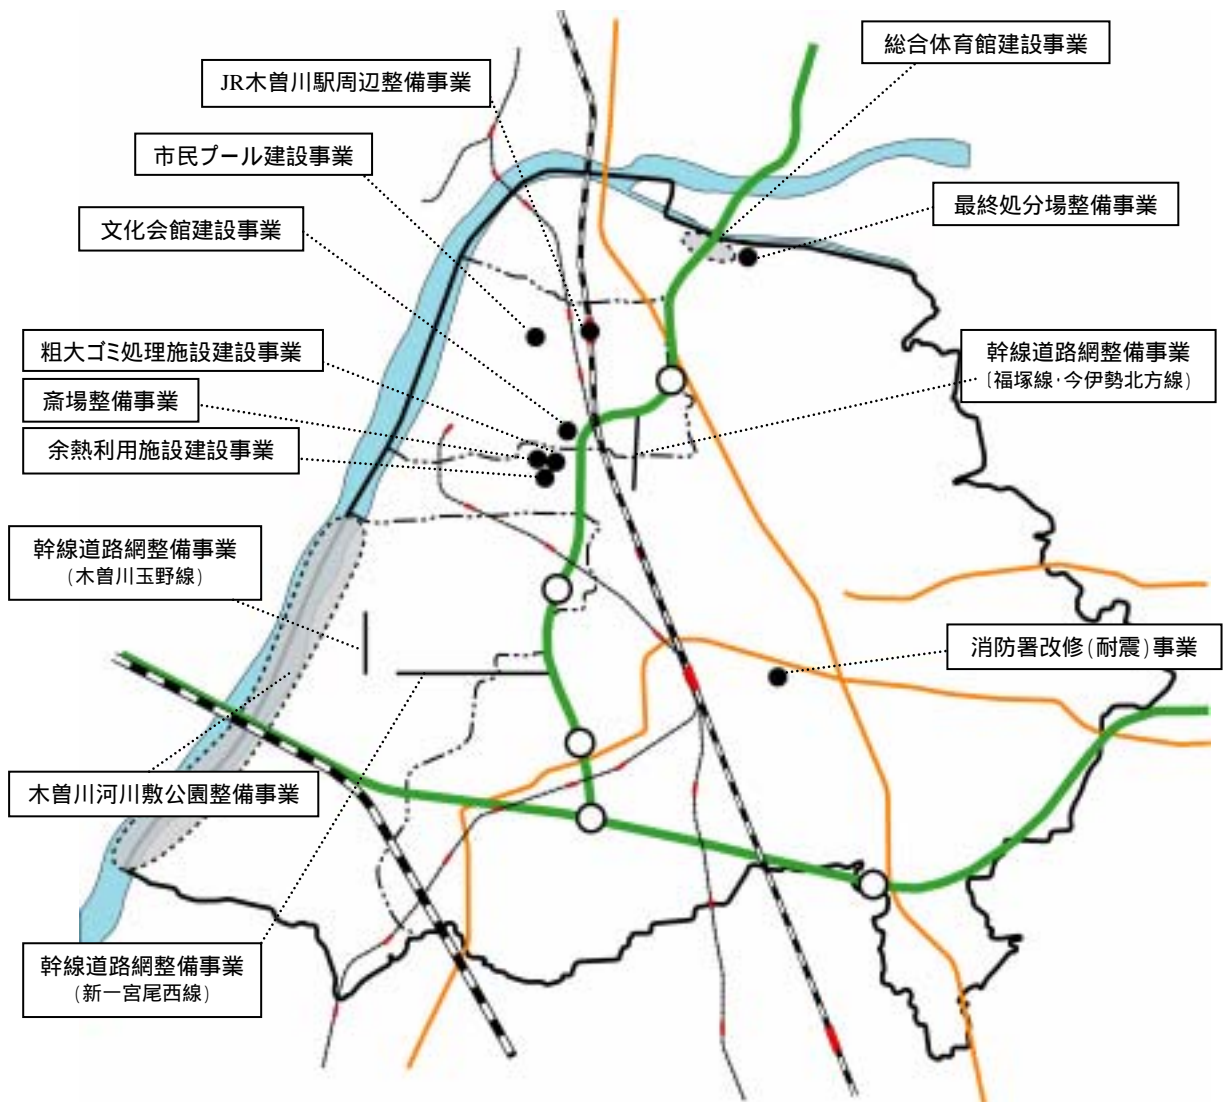 総合体育館建設事業
JR木曽川駅周辺整備事業
市民プール建設事業
最終処分場整備事業
文化会館建設事業
粗大ゴミ処理施設建設事業
幹線道路網整備事業
(福塚線・今伊勢北方線)
斎場整備事業
余熱利用施設建設事業
幹線道路網整備事業
(木曽川玉野線)
消防署改修(耐震)事業
木曽川河川敷公園整備事業
幹線道路網整備事業
(新一宮尾西線)